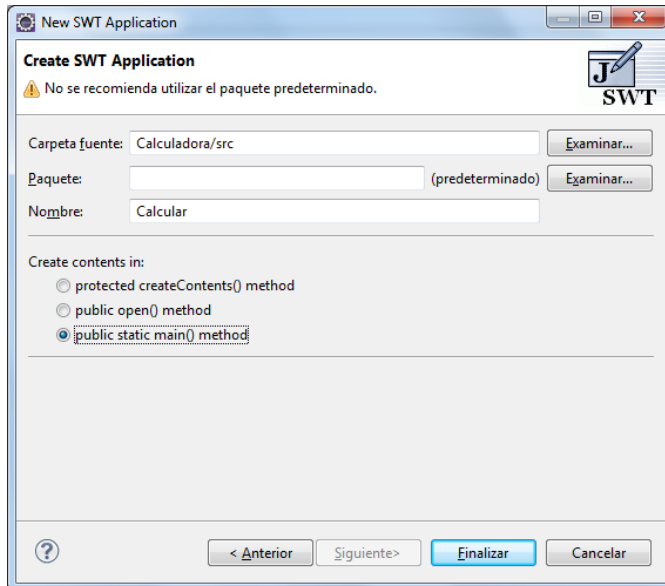 New SWT Application
Create SWT Application
No se recomienda utilizar el paquete predeterminado.
J
SWT
Carpeta fuente: Calculadora/src Examinar...
Paquete: (predeterminado) Examinar...
Nombre: Calcular
Create contents in:
protected createContents() method
public open() method
public static main() method
? < Anterior Siguiente> Finalizar Cancelar